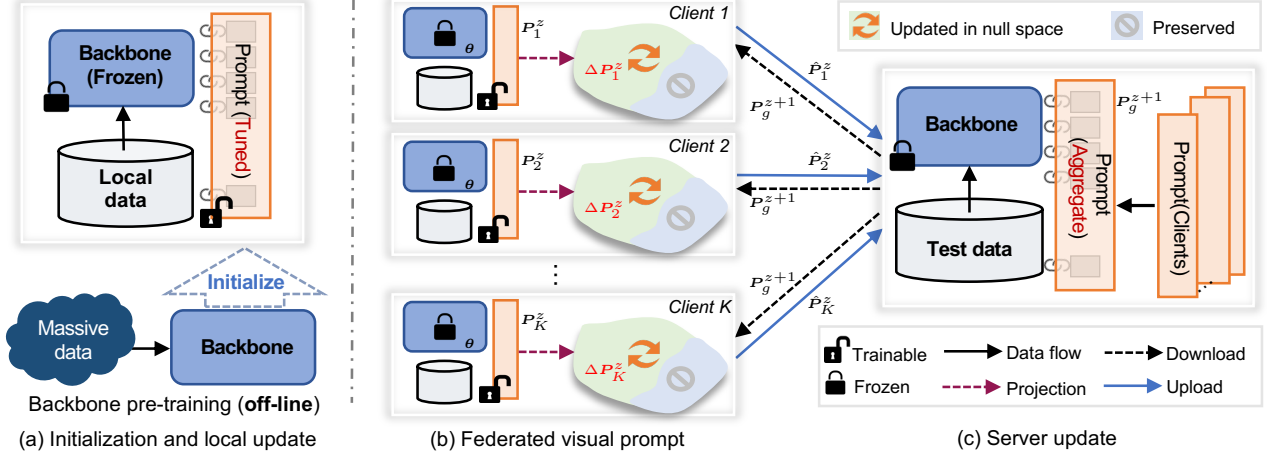 Backbone
(Frozen)
Local
data
Prompt (Tuned)
Initialize
Massive
data
Backbone
Backbone pre-training (off-line)
(a) Initialization and local update
Client 1
θ
P_1^z
ΔP_1^z
Client 2
θ
P_2^z
ΔP_2^z
Client K
θ
P_K^z
ΔP_K^z
(b) Federated visual prompt
P̂_1^z
P_g^{z+1}
P̂_2^z
P_g^{z+1}
P_g^{z+1}
P̂_K^z
Updated in null space
Preserved
Backbone
Test data
P_g^{z+1}
Prompt
(Aggregate)
Prompt(Clients)
Trainable
Data flow
Download
Frozen
Projection
Upload
(c) Server update